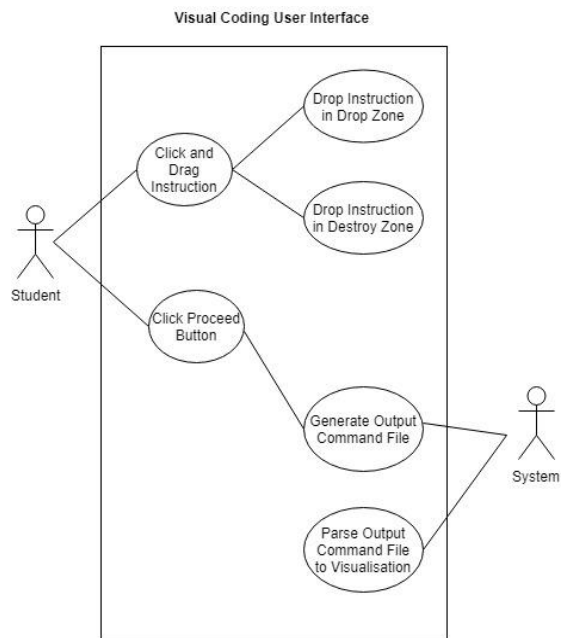 Visual Coding User Interface
Drop Instruction
in Drop Zone
Click and
Drag
Instruction
Drop Instruction
in Destroy Zone
Student
Click Proceed
Button
Generate Output
Command File
System
Parse Output
Command File
to Visualisation